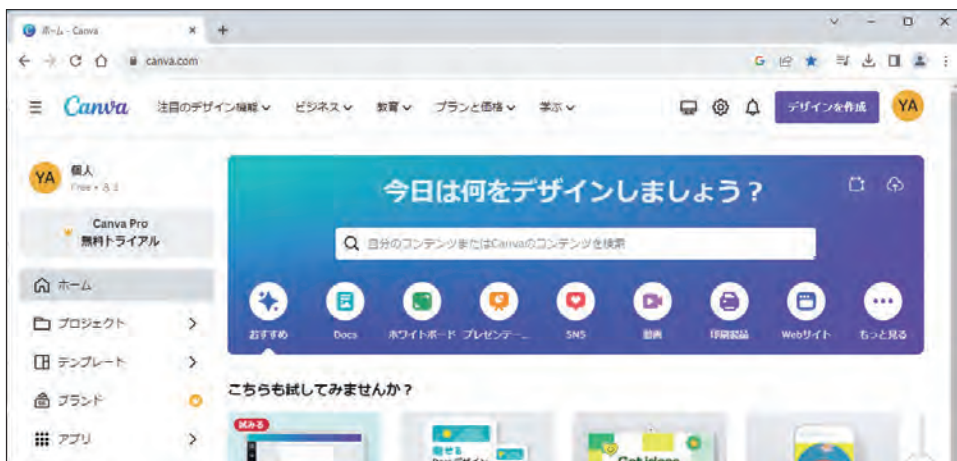 ホーム - Canva
canva.com
Canva
注目のデザイン機能
ビジネス
教育
プランと価格
学ぶ
デザインを作成
YA
YA
個人
Free
Canva Pro
無料トライアル
ホーム
プロジェクト
テンプレート
ブランド
アプリ
今日は何をデザインしましょう？
自分のコンテンツまたはCanvaのコンテンツを検索
おすすめ
Docs
ホワイトボード
プレゼンテー...
SNS
動画
印刷製品
Webサイト
もっと見る
こちらも試してみませんか？
試みる
魅せる
Get ideas